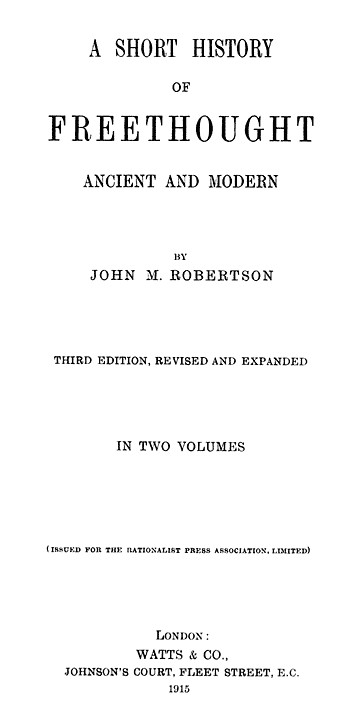 A SHORT HISTORY
OF
FREETHOUGHT
ANCIENT AND MODERN
BY
JOHN M. ROBERTSON
THIRD EDITION, REVISED AND EXPANDED
IN TWO VOLUMES
(ISSUED FOR THE RATIONALIST PRESS ASSOCIATION, LIMITED)
LONDON:
WATTS & CO.,
JOHNSON'S COURT, FLEET STREET, E.C.
1915